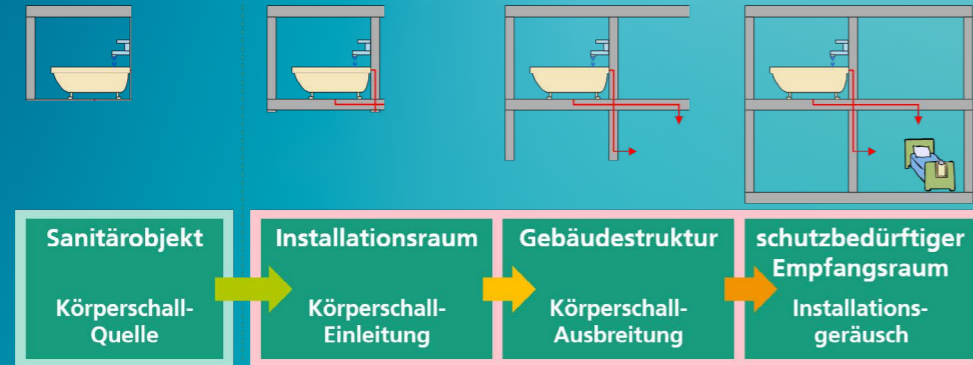 Sanitärobjekt
Körperschall-
Quelle
Installationsraum
Körperschall-
Einleitung
Gebäudestruktur
Körperschall-
Ausbreitung
schutzbedürftiger
Empfangsraum
Installations-
geräusch